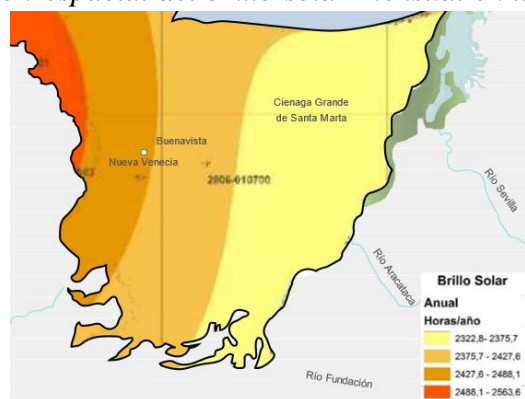 Cienaga Grande
de Santa Marta
Buenavista
Nueva Venecia
2806-010700
Río Sevilla
Río Aracataca
Río Fundación
Brillo Solar
Anual
Horas/año
2322,8- 2375,7
2375,7 - 2427,6
2427,6 - 2488,1
2488,1 - 2563,6